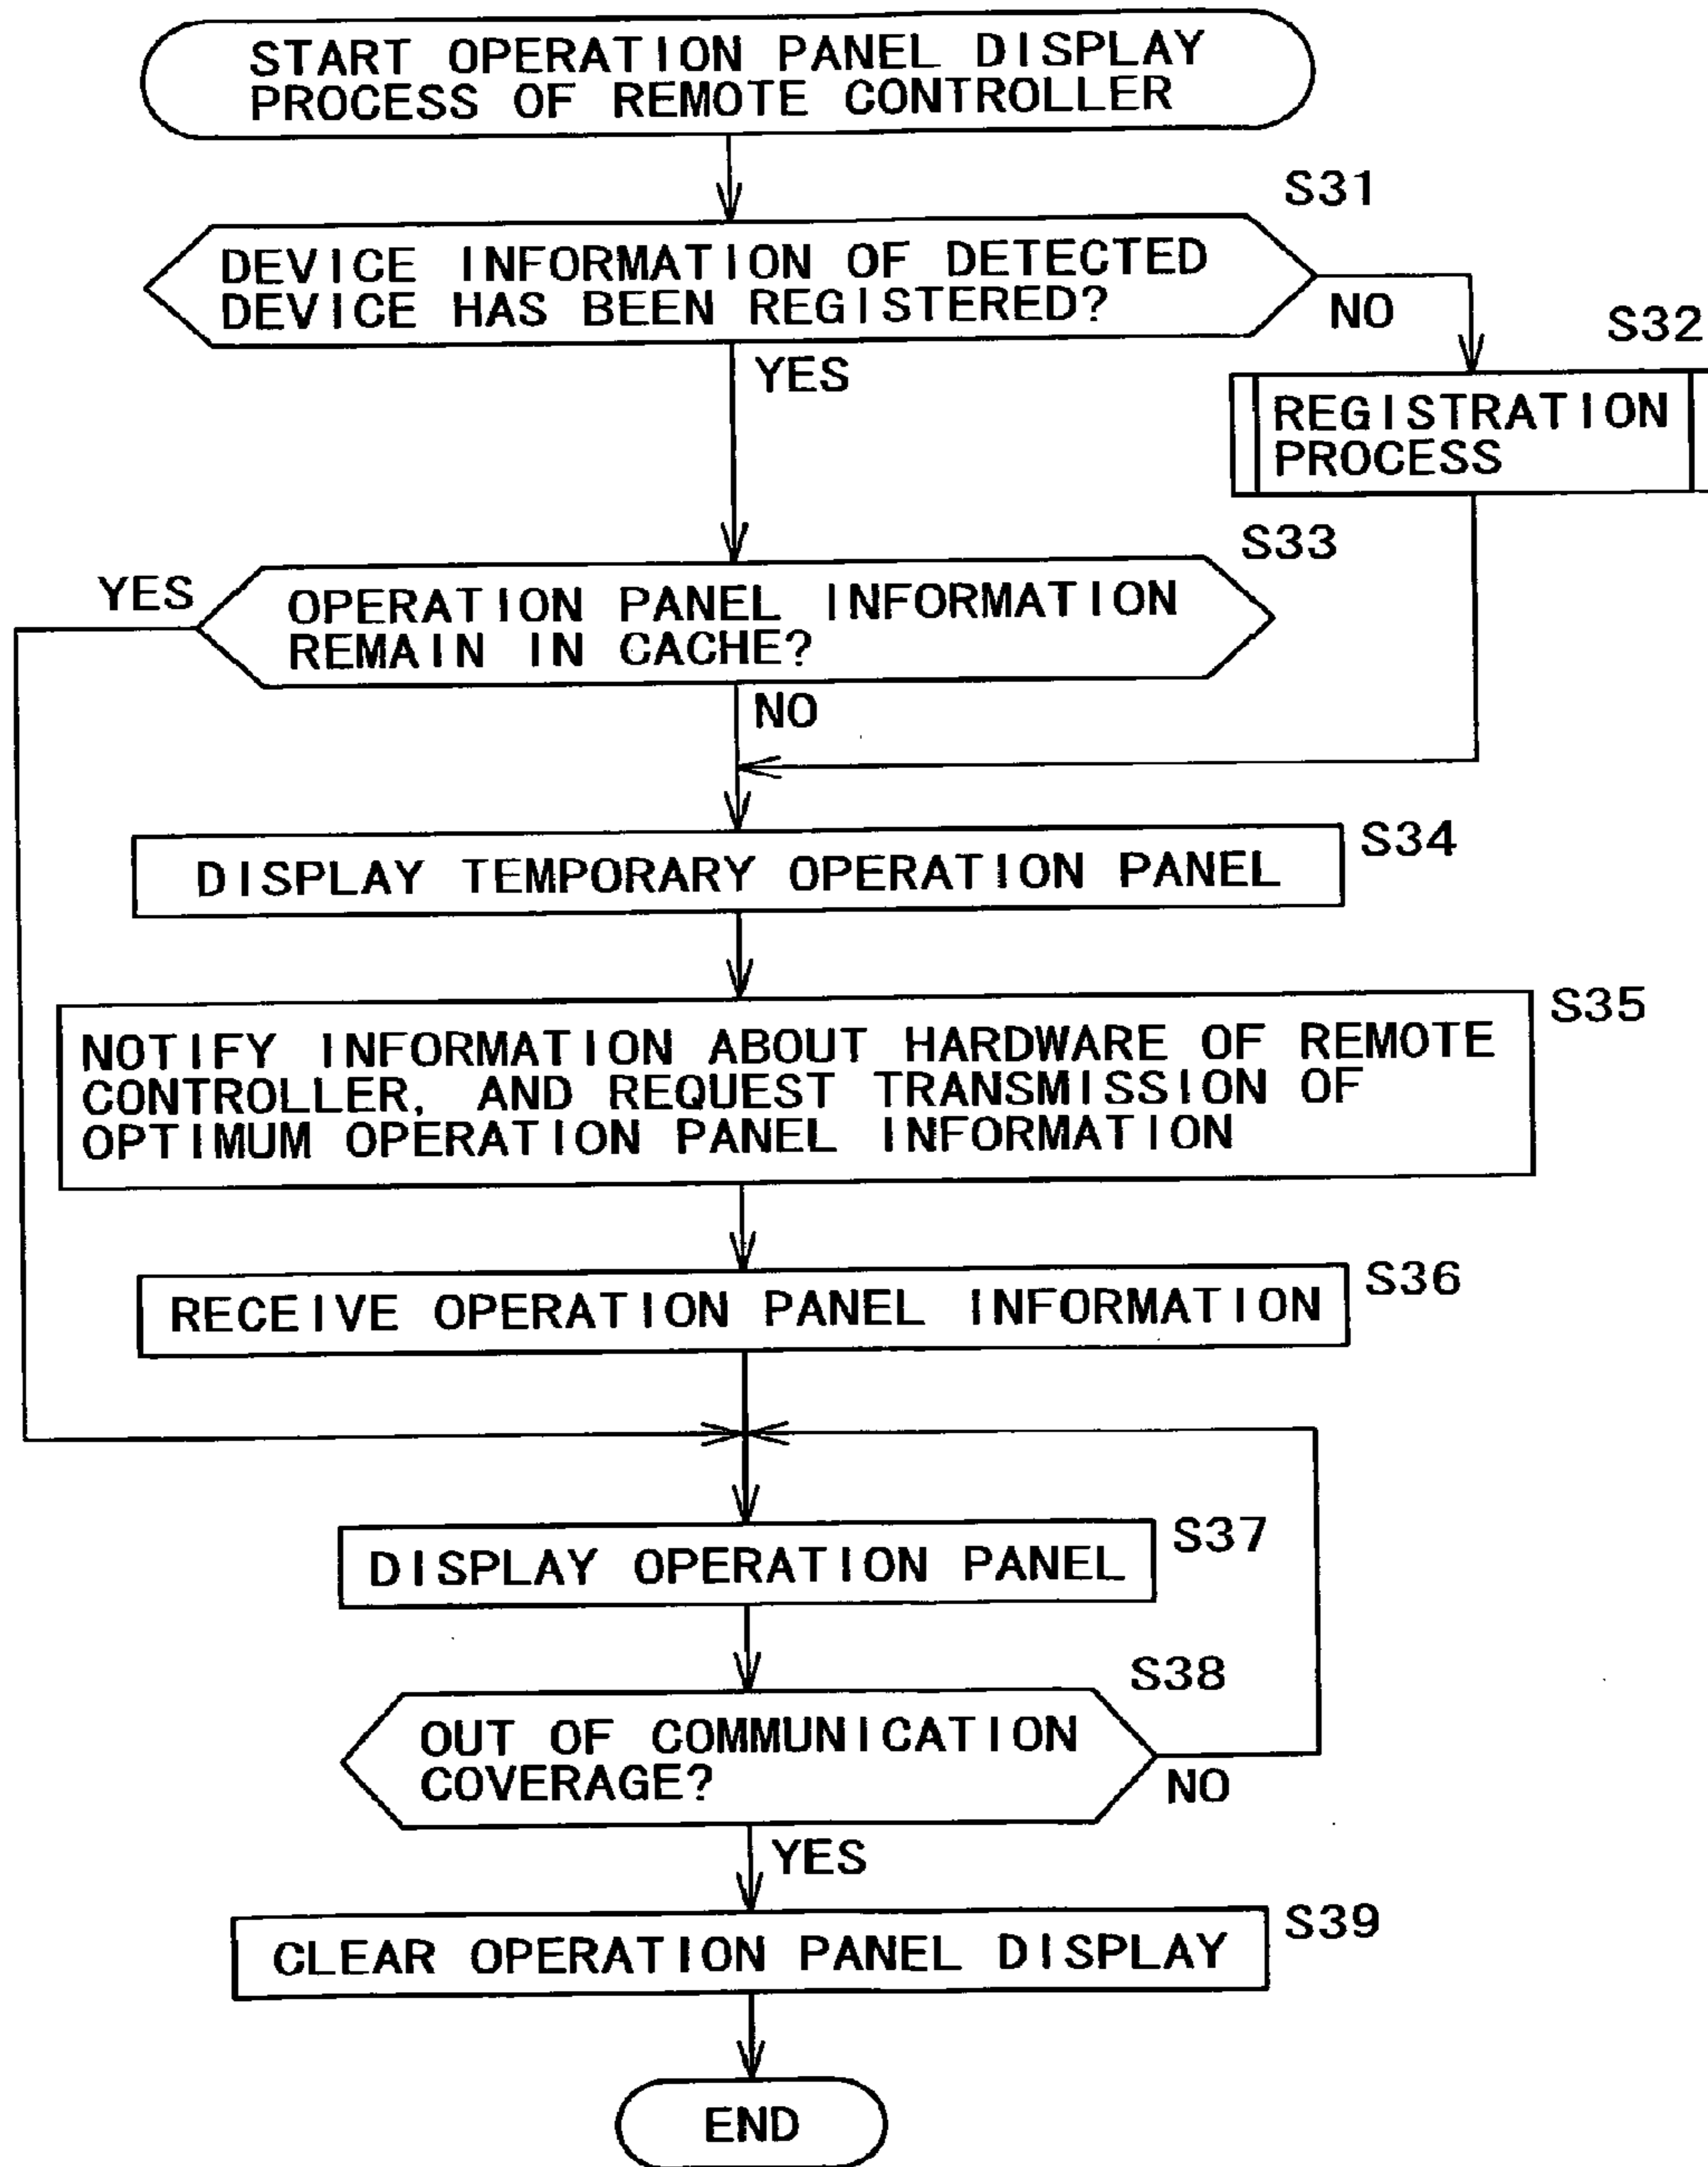 START OPERATION PANEL DISPLAY
PROCESS OF REMOTE CONTROLLER
S31
DEVICE INFORMATION OF DETECTED
DEVICE HAS BEEN REGISTERED?
NO
S32
YES
REGISTRATION
PROCESS
S33
YES
OPERATION PANEL INFORMATION
REMAIN IN CACHE?
NO
S34
DISPLAY TEMPORARY OPERATION PANEL
S35
NOTIFY INFORMATION ABOUT HARDWARE OF REMOTE
CONTROLLER, AND REQUEST TRANSMISSION OF
OPTIMUM OPERATION PANEL INFORMATION
S36
RECEIVE OPERATION PANEL INFORMATION
S37
DISPLAY OPERATION PANEL
S38
OUT OF COMMUNICATION
COVERAGE?
NO
YES
S39
CLEAR OPERATION PANEL DISPLAY
END